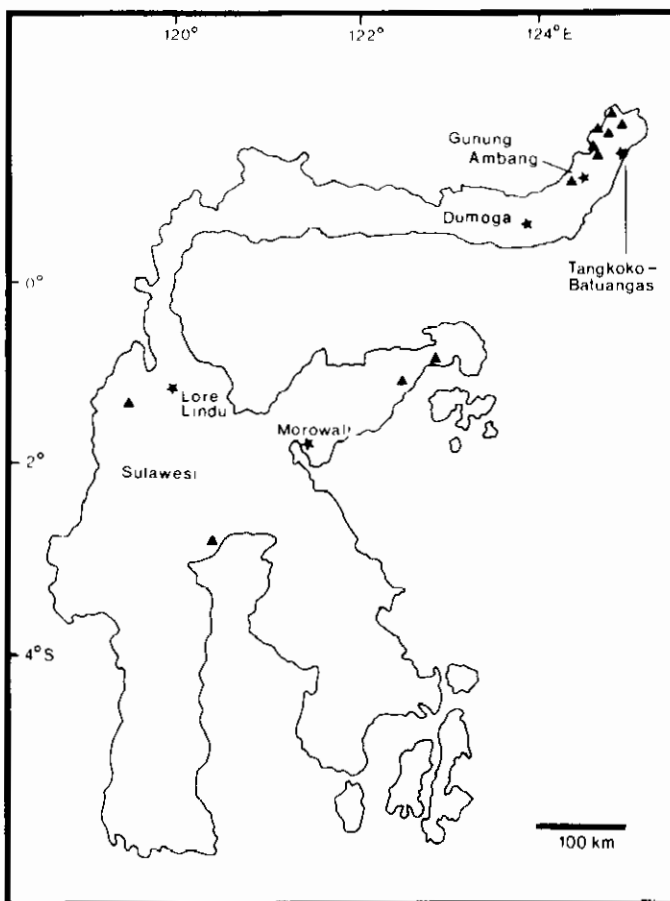 120° 122° 124°E
Gunung
Ambang
Dumoga
Tangkoko-
Batuangas
0°
Lore
Lindu
Morowali
Sulawesi
2°
4°S
100 km